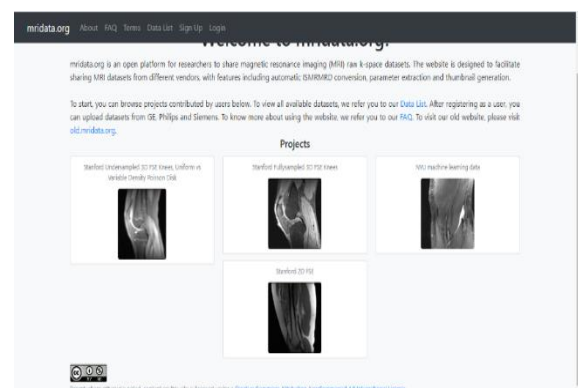 mridata.org About FAQ Terms Data List Sign Up Login
Welcome to mridata.org!
mridata.org is an open platform for researchers to share magnetic resonance imaging (MRI) raw k-space datasets. The website is designed to facilitate
sharing MRI datasets from different vendors, with features including automatic ISMRMRD conversion, parameter extraction and thumbnail generation.
To start, you can browse projects contributed by users below. To view all available datasets, we refer you to our Data List. After registering as a user, you
can upload datasets from GE, Philips and Siemens. To know more about using the website, we refer you to our FAQ. To visit our old website, please visit
old.mridata.org.
Projects
Stanford Undersampled 3D FSE Knees, Uniform vs
Variable Density Poisson Disk
Stanford Fullysampled 3D FSE Knees
NYU machine learning data
Stanford 2D FSE